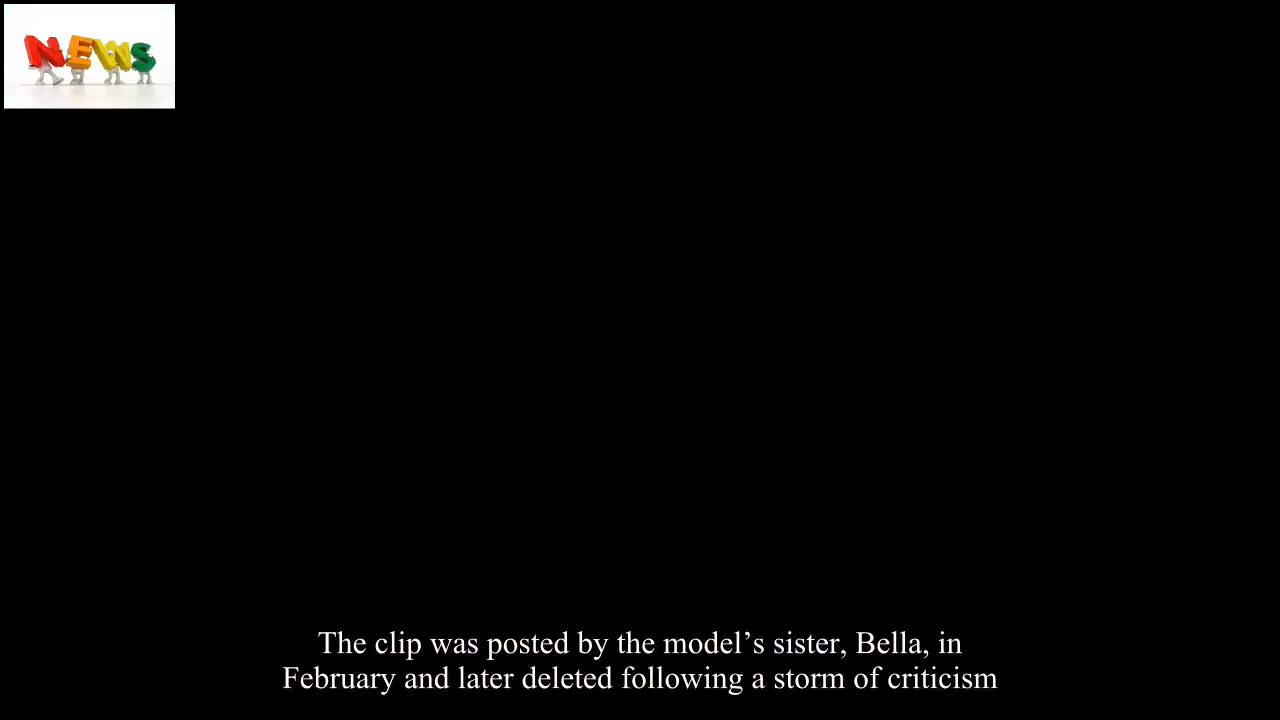 NEWS
The clip was posted by the model’s sister, Bella, in
February and later deleted following a storm of criticism